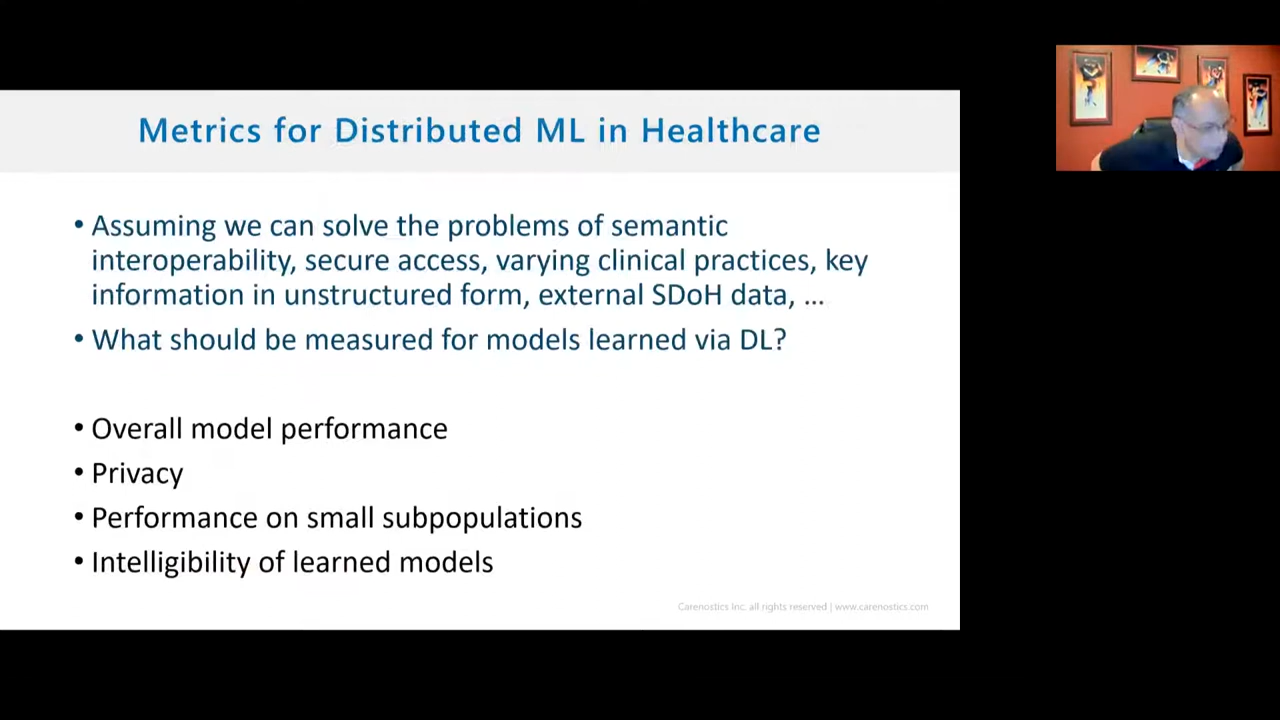 Metrics for Distributed ML in Healthcare
• Assuming we can solve the problems of semantic
interoperability, secure access, varying clinical practices, key
information in unstructured form, external SDoH data, ...
• What should be measured for models learned via DL?
• Overall model performance
• Privacy
• Performance on small subpopulations
• Intelligibility of learned models
Carenostics Inc. all rights reserved | www.carenostics.com